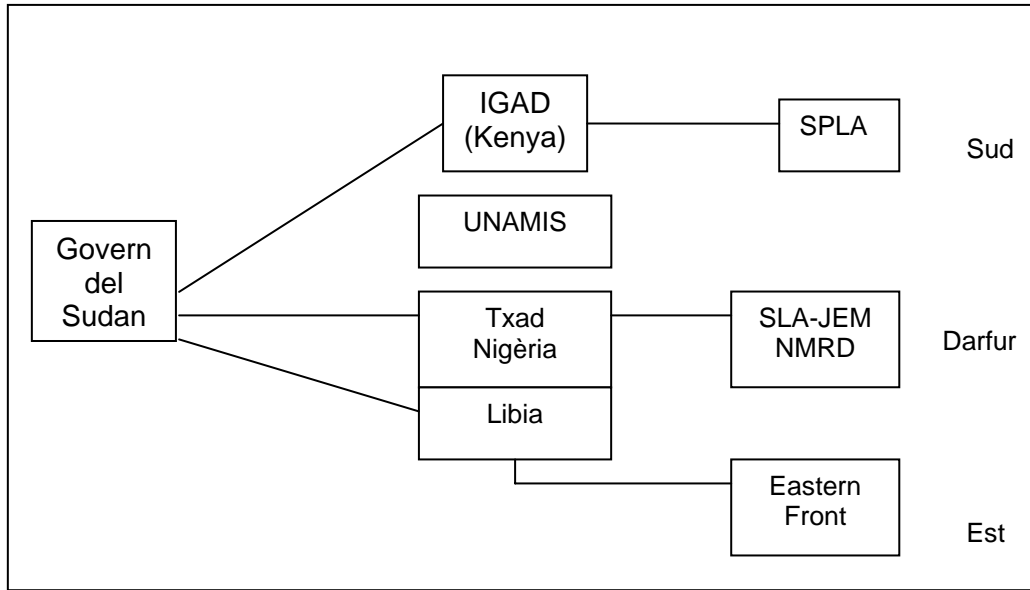 IGAD
(Kenya)
SPLA
Sud
UNAMIS
Govern
del
Sudan
Txad
Nigèria
SLA-JEM
NMRD
Darfur
Libia
Eastern
Front
Est